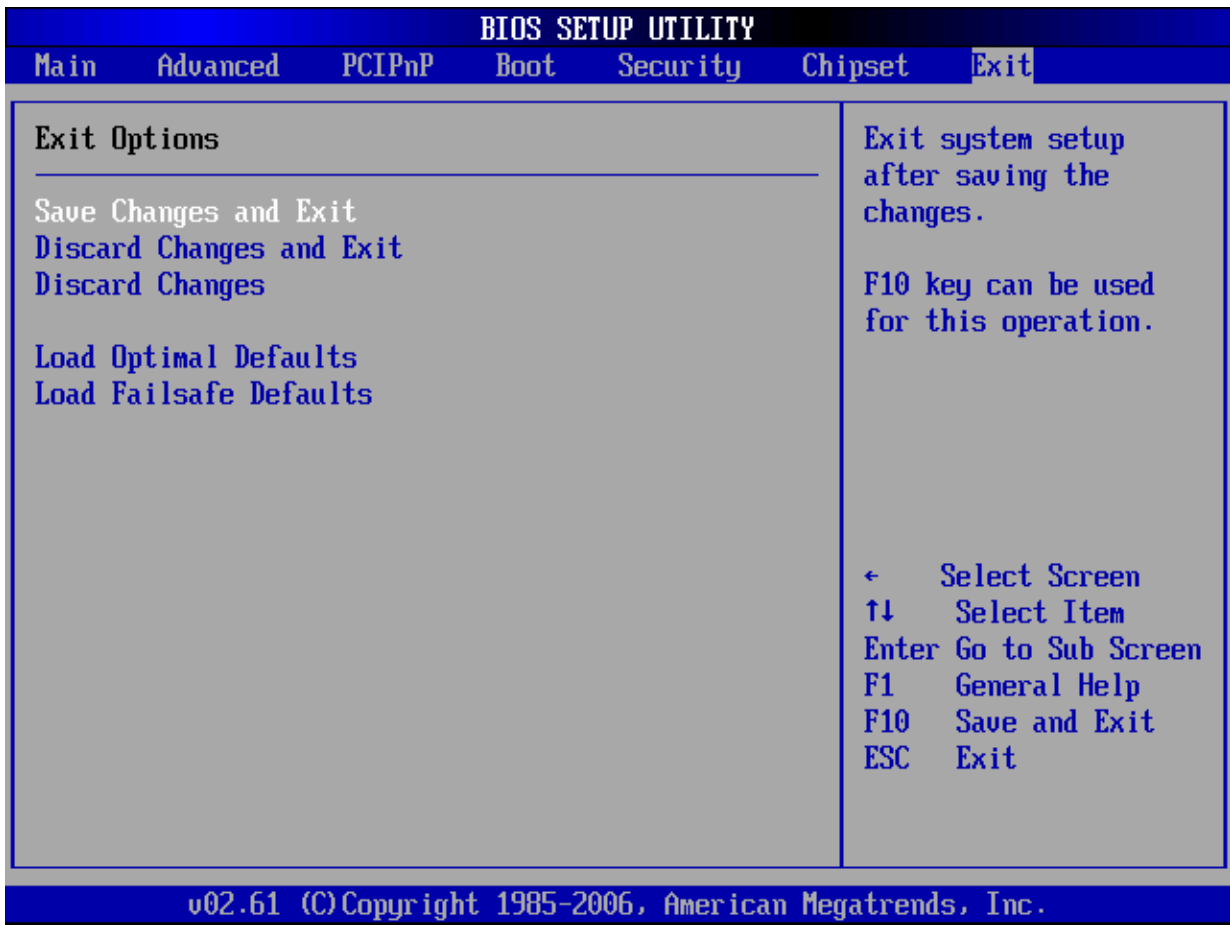 BIOS SETUP UTILITY
Main Advanced PCIPnP Boot Security Chipset Exit
Exit Options
Save Changes and Exit
Discard Changes and Exit
Discard Changes
Load Optimal Defaults
Load Failsafe Defaults
Exit system setup
after saving the
changes.
F10 key can be used
for this operation.
← Select Screen
↑↓ Select Item
Enter Go to Sub Screen
F1 General Help
F10 Save and Exit
ESC Exit
v02.61 (C)Copyright 1985-2006, American Megatrends, Inc.